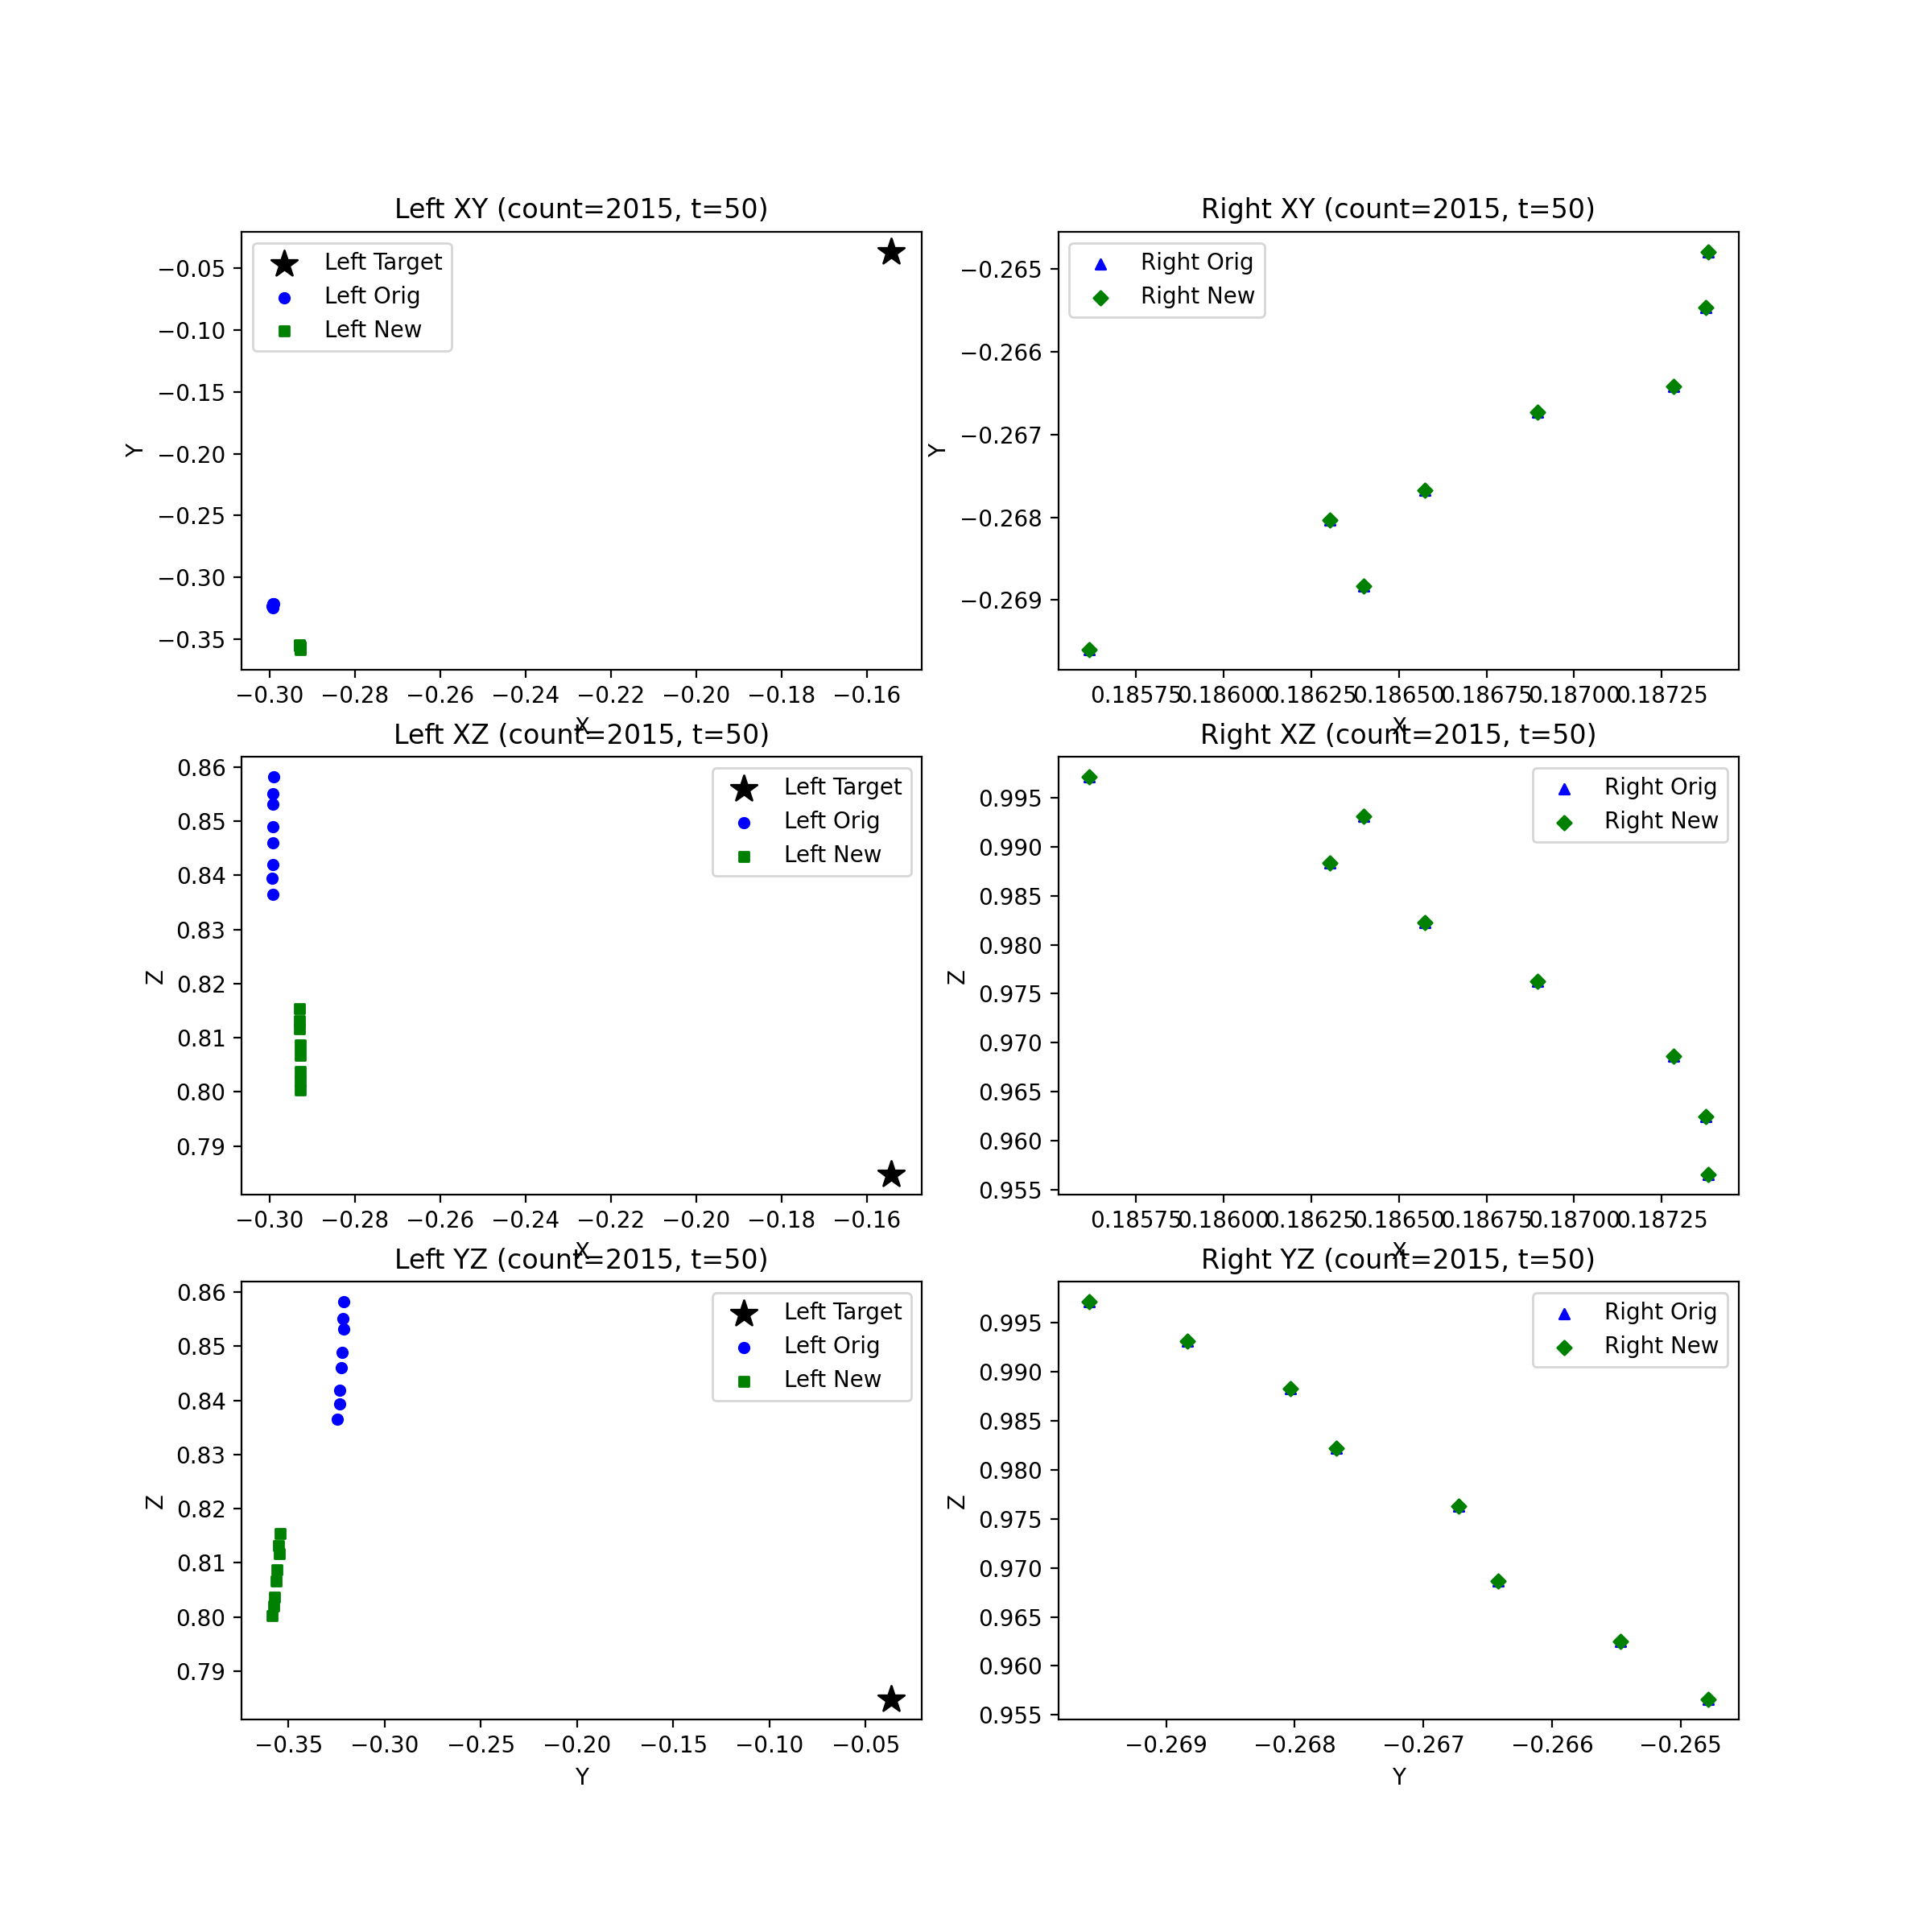 Left XY (count=2015, t=50)
Left Target
Left Orig
Left New
−0.05
−0.10
−0.15
−0.20
−0.25
−0.30
−0.35
Y
−0.30 −0.28 −0.26 −0.24 −0.22 −0.20 −0.18 −0.16
X
Right XY (count=2015, t=50)
Right Orig
Right New
−0.265
−0.266
−0.267
−0.268
−0.269
Y
0.18575 0.18600 0.18625 0.18650 0.18675 0.18700 0.18725
X
Left XZ (count=2015, t=50)
Left Target
Left Orig
Left New
0.86
0.85
0.84
0.83
0.82
0.81
0.80
0.79
Z
−0.30 −0.28 −0.26 −0.24 −0.22 −0.20 −0.18 −0.16
X
Right XZ (count=2015, t=50)
Right Orig
Right New
0.995
0.990
0.985
0.980
0.975
0.970
0.965
0.960
0.955
Z
0.18575 0.18600 0.18625 0.18650 0.18675 0.18700 0.18725
X
Left YZ (count=2015, t=50)
Left Target
Left Orig
Left New
0.86
0.85
0.84
0.83
0.82
0.81
0.80
0.79
Z
−0.35 −0.30 −0.25 −0.20 −0.15 −0.10 −0.05
Y
Right YZ (count=2015, t=50)
Right Orig
Right New
0.995
0.990
0.985
0.980
0.975
0.970
0.965
0.960
0.955
Z
−0.269 −0.268 −0.267 −0.266 −0.265
Y